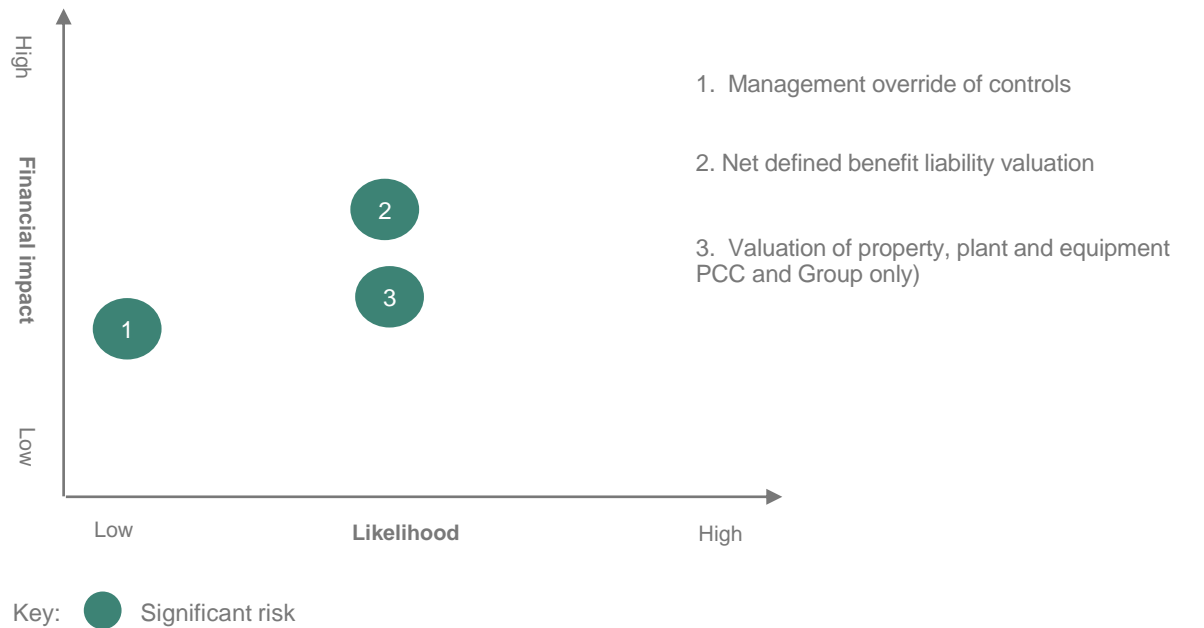 High
Financial impact
Low
1
2
3
Low
Likelihood
High
1. Management override of controls
2. Net defined benefit liability valuation
3. Valuation of property, plant and equipment
PCC and Group only)
Key:
Significant risk